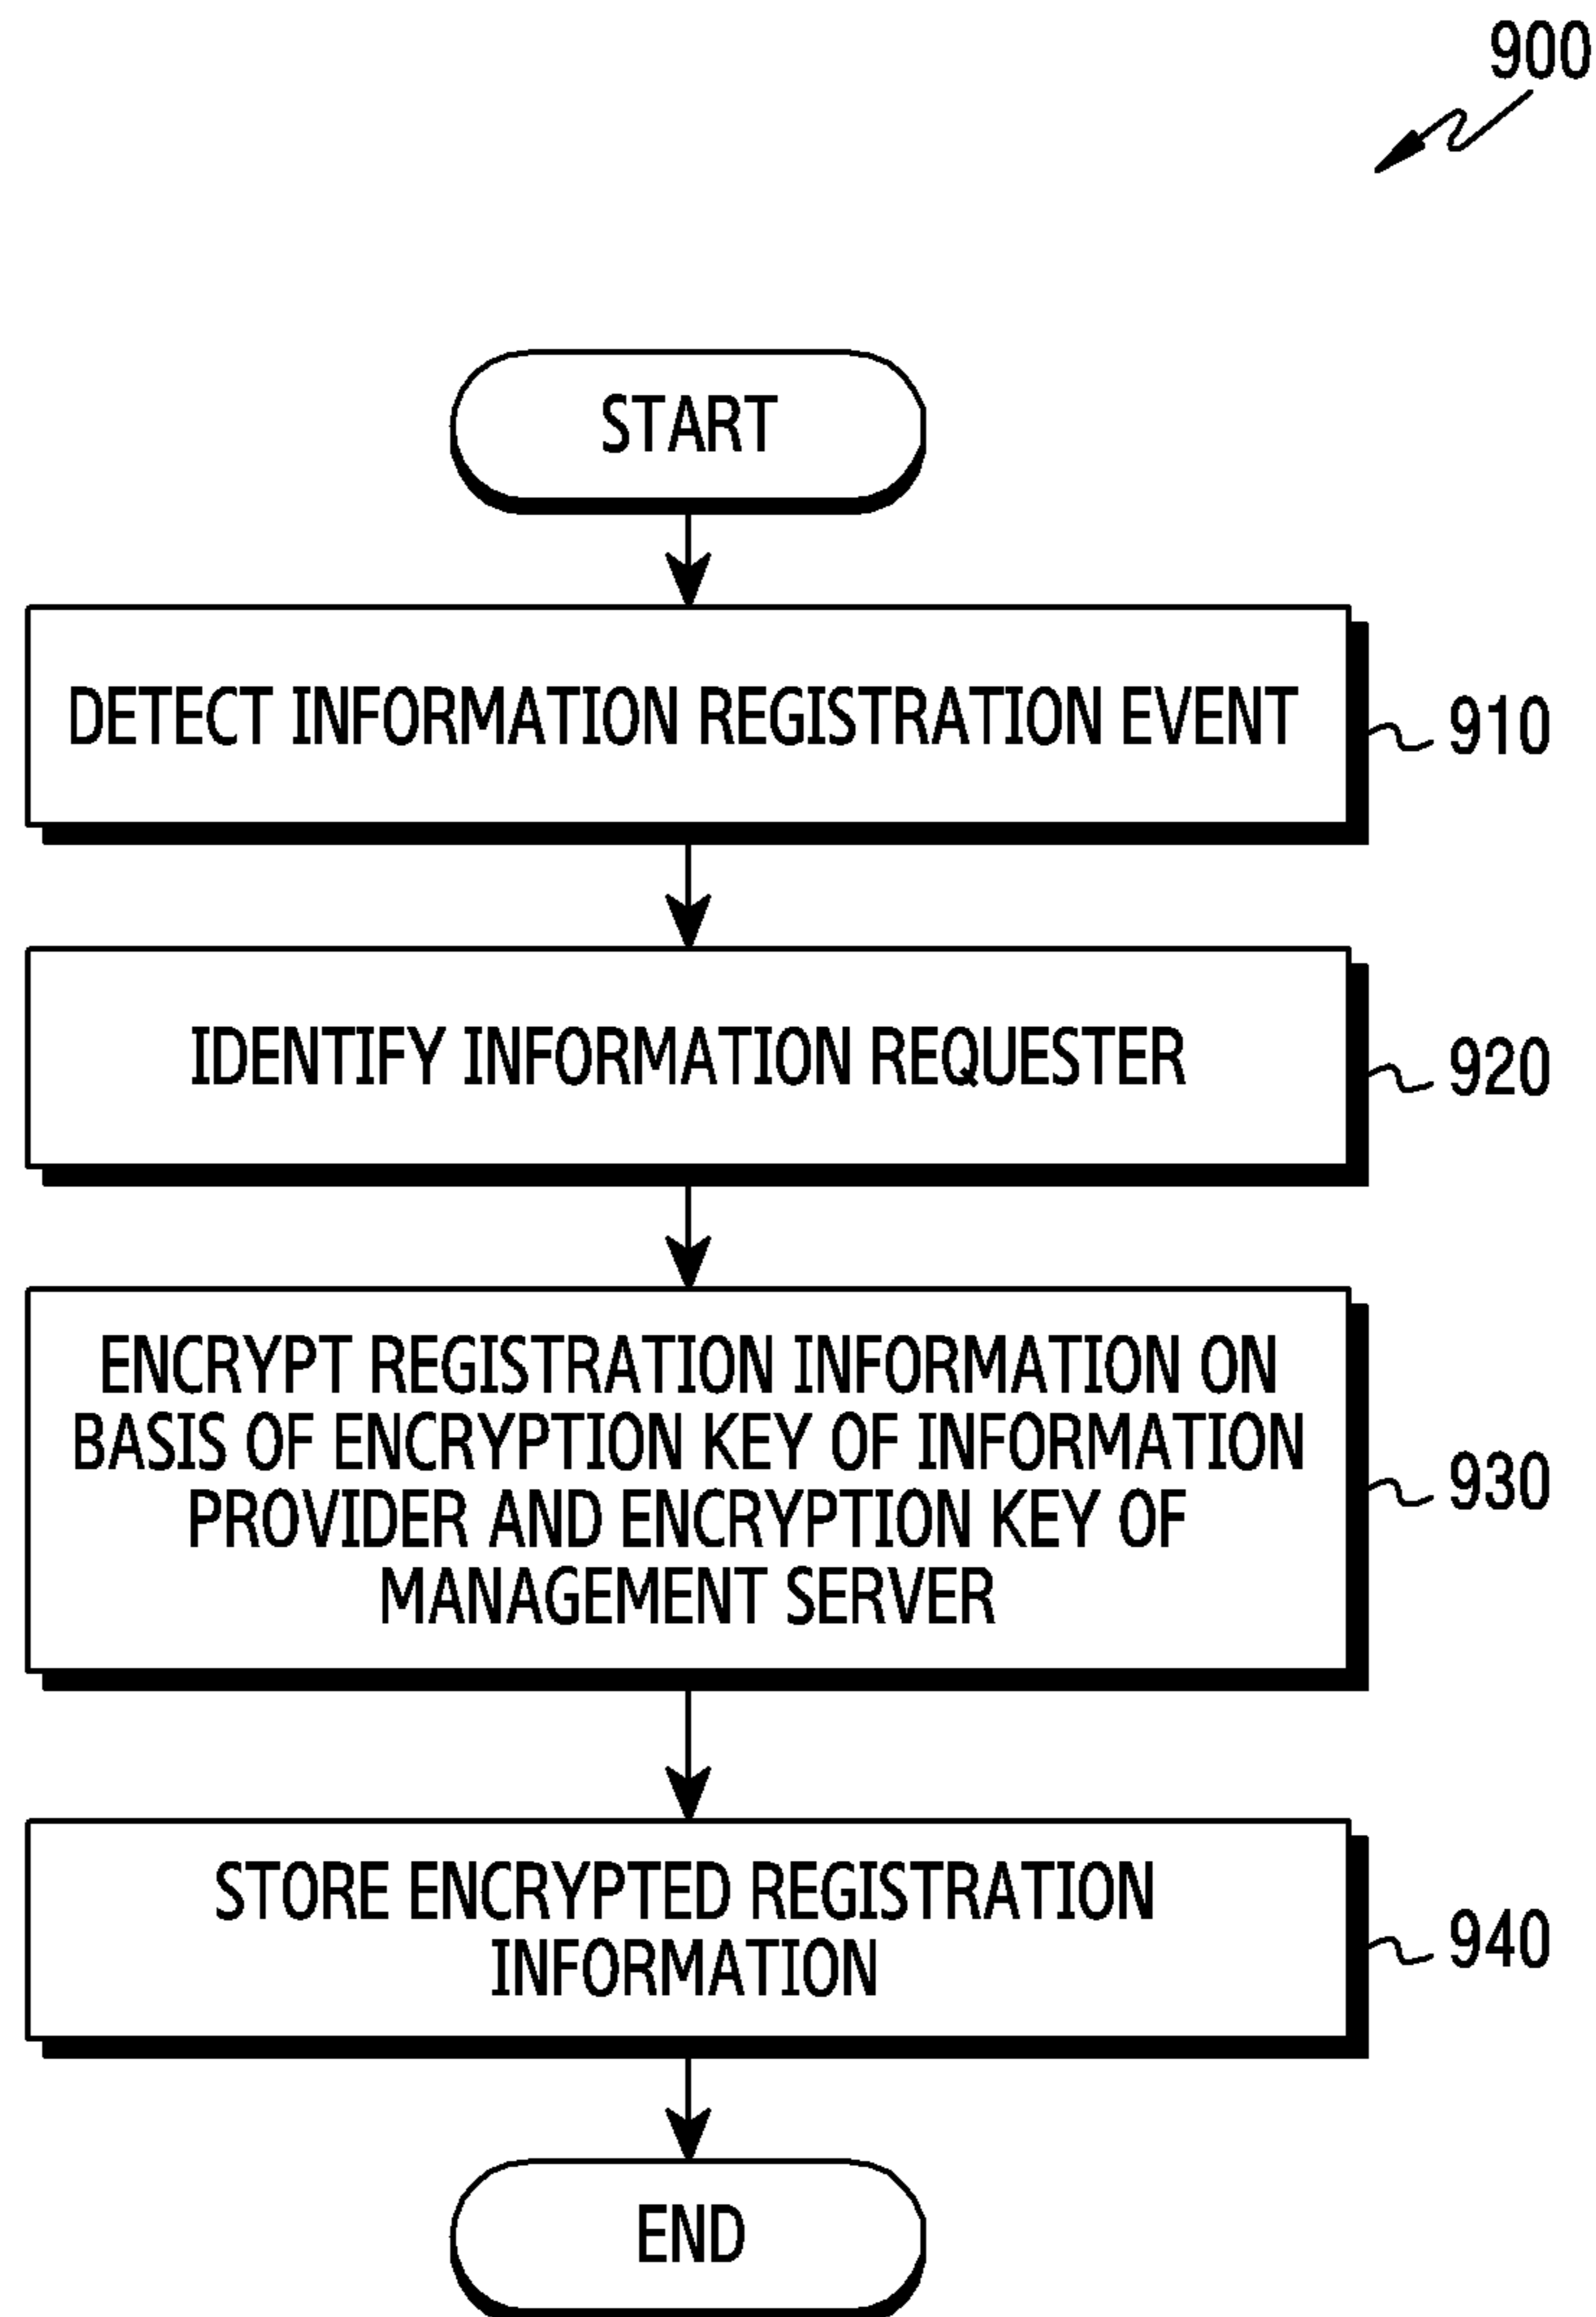 900
START
DETECT INFORMATION REGISTRATION EVENT
910
IDENTIFY INFORMATION REQUESTER
920
ENCRYPT REGISTRATION INFORMATION ON
BASIS OF ENCRYPTION KEY OF INFORMATION
PROVIDER AND ENCRYPTION KEY OF
MANAGEMENT SERVER
930
STORE ENCRYPTED REGISTRATION
INFORMATION
940
END